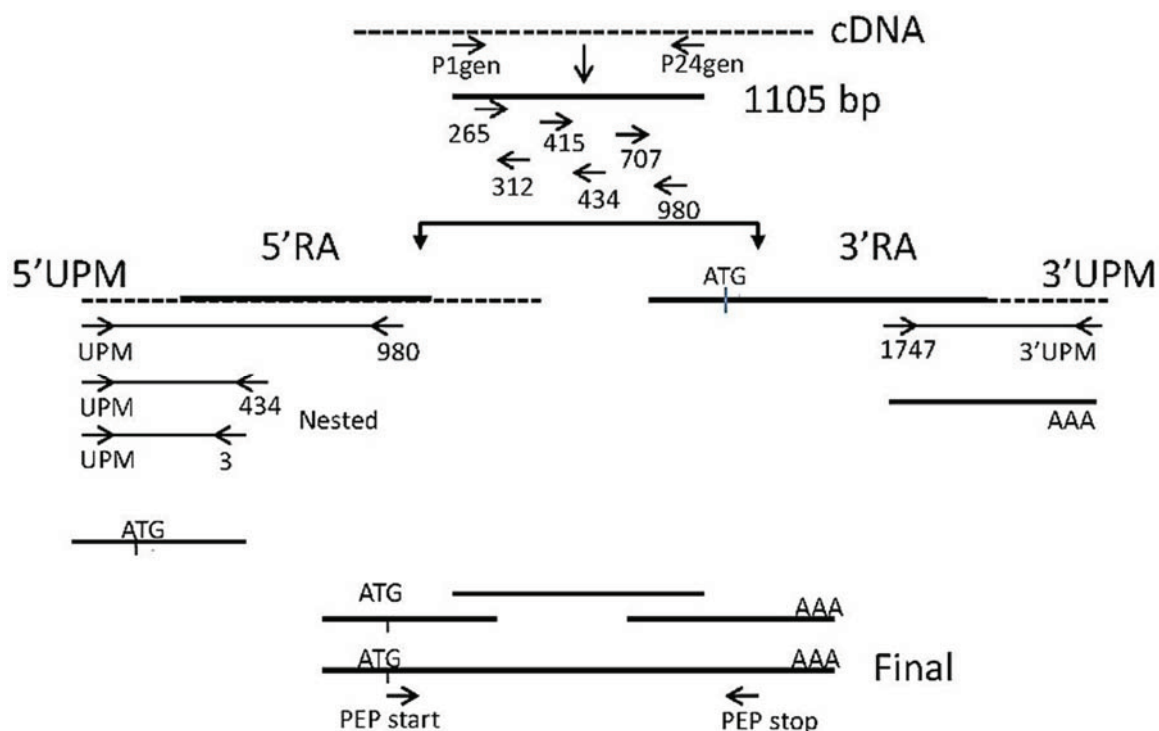 cDNA
P1gen
P24gen
1105 bp
265
415
707
312
434
980
5'RA
3'RA
5'UPM
ATG
3'UPM
UPM
980
1747
3'UPM
UPM
434
Nested
AAA
UPM
3
ATG
ATG
AAA
ATG
AAA
Final
PEP start
PEP stop